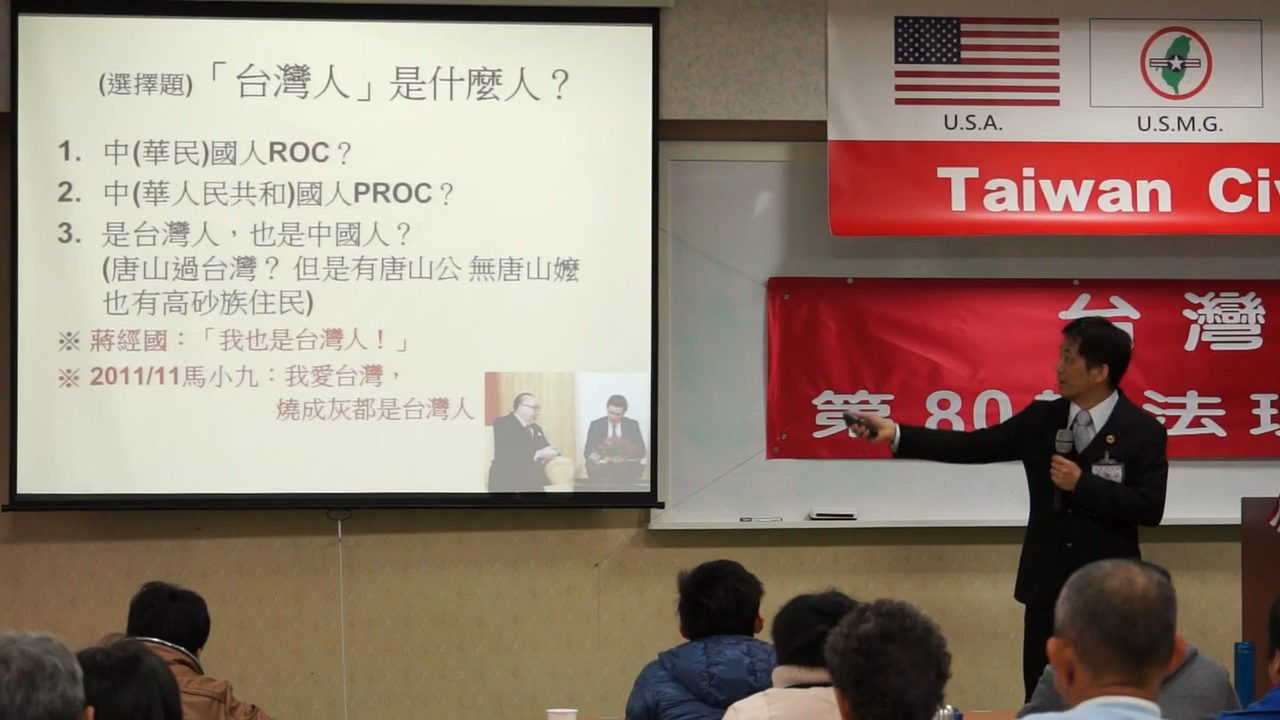 (選擇題)「台灣人」是什麼人?
1. 中(華民)國人ROC?
2. 中(華人民共和)國人PROC?
3. 是台灣人,也是中國人?
(唐山過台灣? 但是有唐山公 無唐山嬤
也有高砂族住民)
※ 蔣經國:「我也是台灣人!」
※ 2011/11馬小九:我愛台灣,
燒成灰都是台灣人
U.S.A.
U.S.M.G.
Taiwan Ci
台灣
第80 法